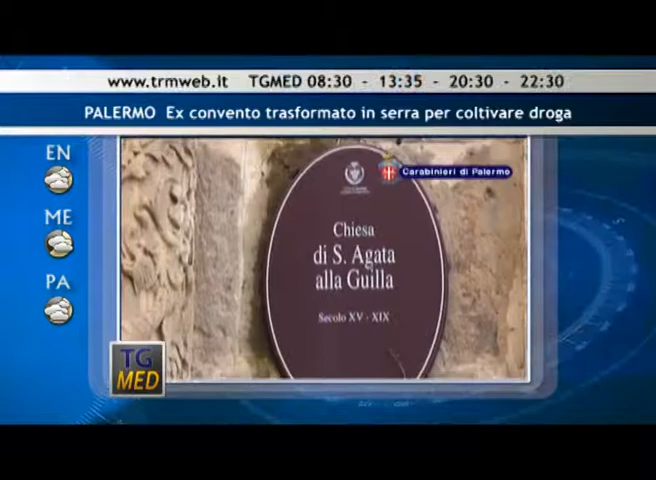 www.trmweb.it TGMED 08:30 - 13:35 - 20:30 - 22:30
PALERMO Ex convento trasformato in serra per coltivare droga
EN
ME
PA
Carabinieri di Palermo
Chiesa
di S. Agata
alla Guilla
Secolo XV - XIX
TG
MED